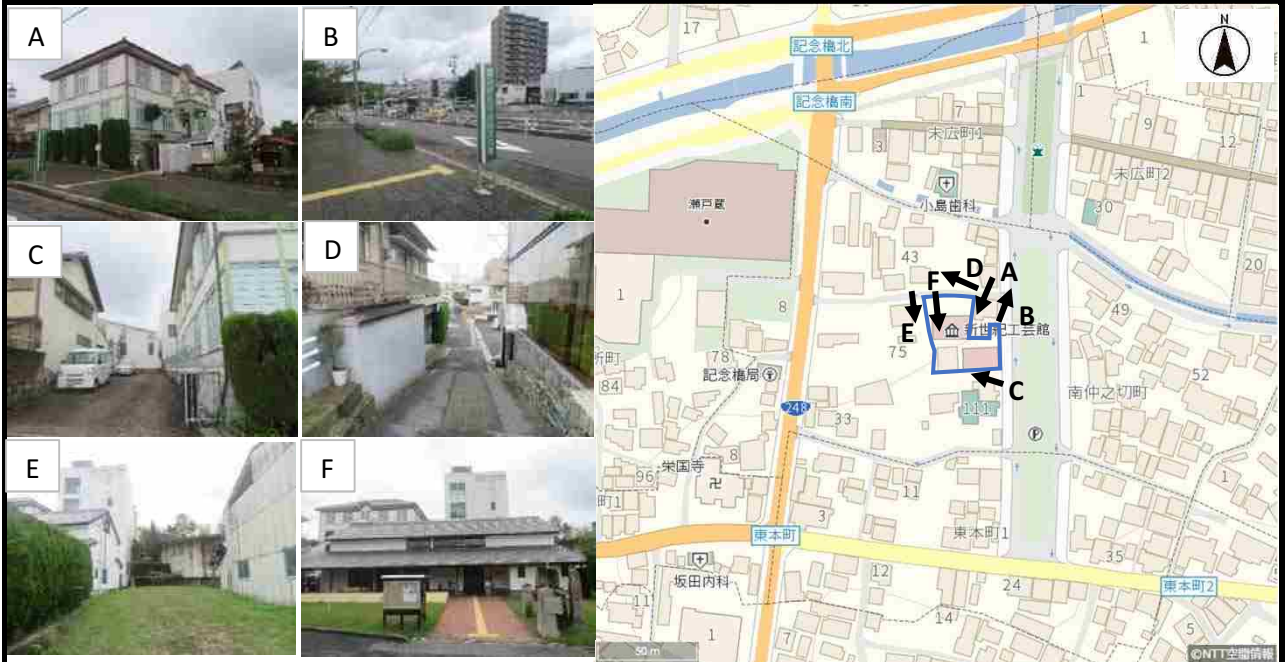 A
B
C
D
E
F
N
17
記念橋北
1
1
記念橋南
7
末広町1
9
3
12
末広町2
瀬戸蔵
小島歯科
30
43
20
D
A
F
49
1
8
E
B
新世紀工会館
75
新町
78
52
記念橋局
C
84
南仲之切町
111
248
33
栄国寺
8
96
11
1
町1
3
東本町
東本町1
35
坂田内科
12
24
東本町2
11
14
1
7
5
50 m
©NTT空間情報